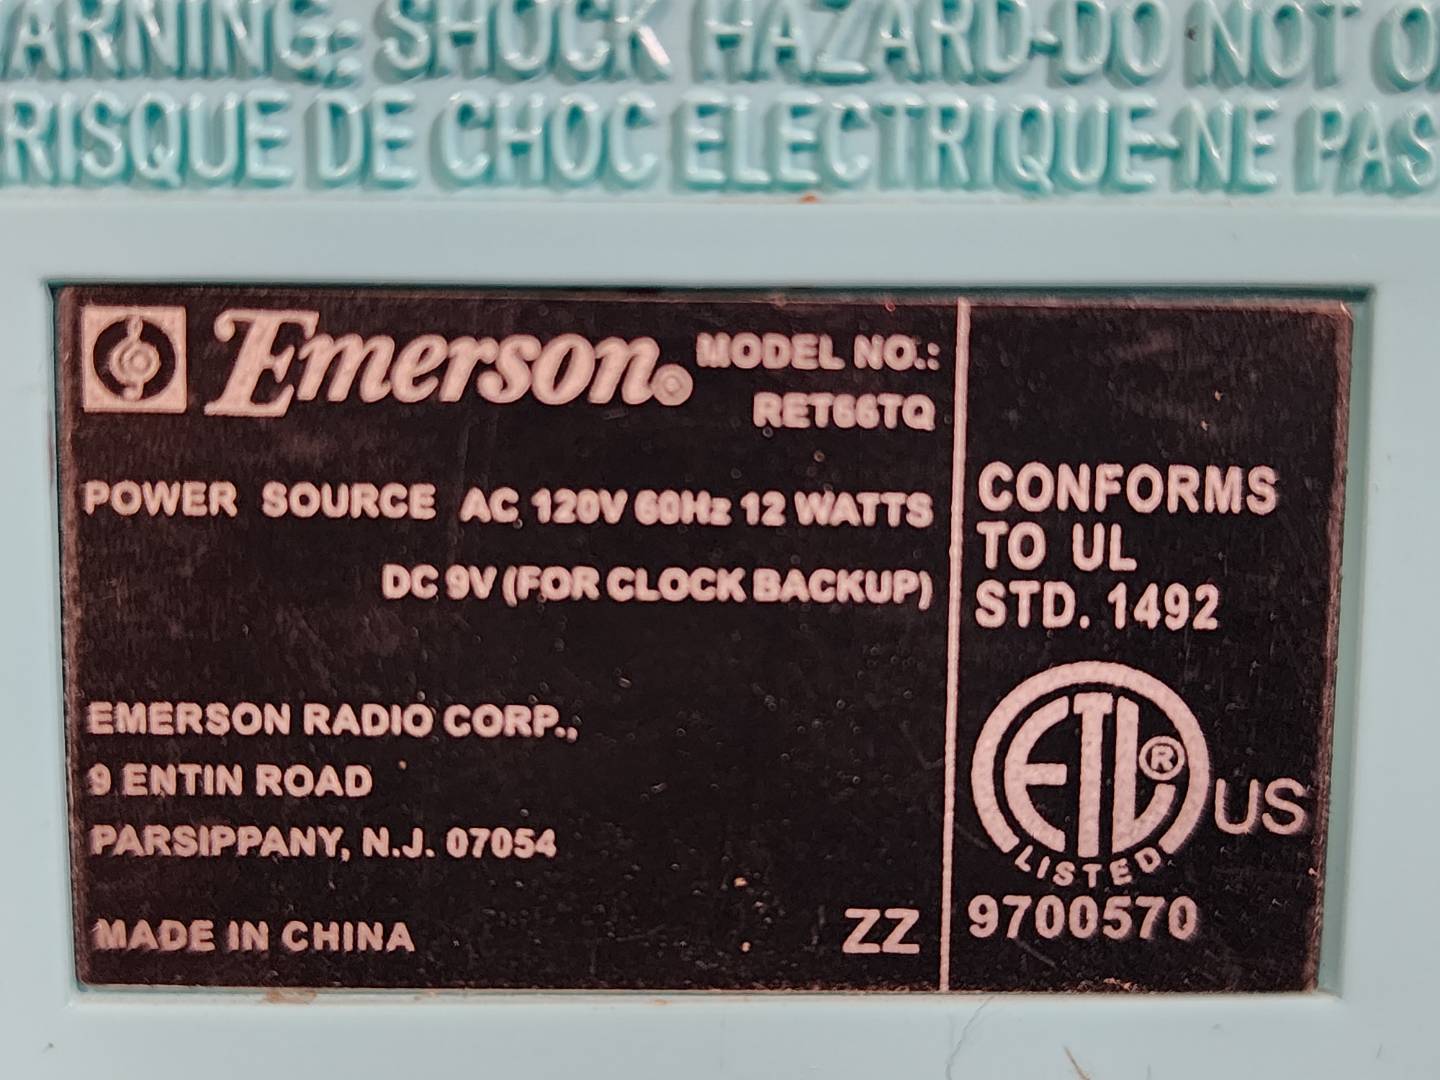 WARNING: SHOCK HAZARD-DO NOT
RISQUE DE CHOC ELECTRIQUE-NE PAS
Emerson®
MODEL NO.:
RET66TQ
POWER SOURCE AC 120V 60Hz 12 WATTS
DC 9V (FOR CLOCK BACKUP)
EMERSON RADIO CORP.,
9 ENTIN ROAD
PARSIPPANY, N.J. 07054
MADE IN CHINA
ZZ
CONFORMS
TO UL
STD. 1492
ETL®
US
LISTED
9700570